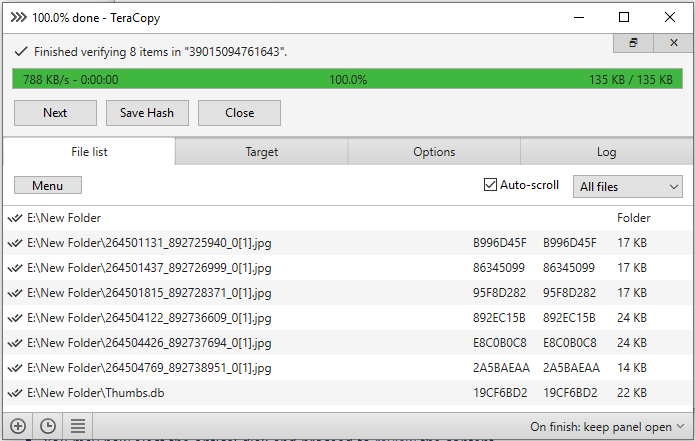 100.0% done - TeraCopy
Finished verifying 8 items in "39015094761643".
788 KB/s - 0:00:00 100.0% 135 KB / 135 KB
Next Save Hash Close
File list Target Options Log
Menu Auto-scroll All files
E:\New Folder Folder
E:\New Folder\264501131_892725940_0[1].jpg B996D45F B996D45F 17 KB
E:\New Folder\264501437_892726999_0[1].jpg 86345099 86345099 17 KB
E:\New Folder\264501815_892728371_0[1].jpg 95F8D282 95F8D282 17 KB
E:\New Folder\264504122_892736609_0[1].jpg 892EC15B 892EC15B 24 KB
E:\New Folder\264504426_892737694_0[1].jpg E8C0B0C8 E8C0B0C8 24 KB
E:\New Folder\264504769_892738951_0[1].jpg 2A5BAEAA 2A5BAEAA 14 KB
E:\New Folder\Thumbs.db 19CF6BD2 19CF6BD2 22 KB
On finish: keep panel open